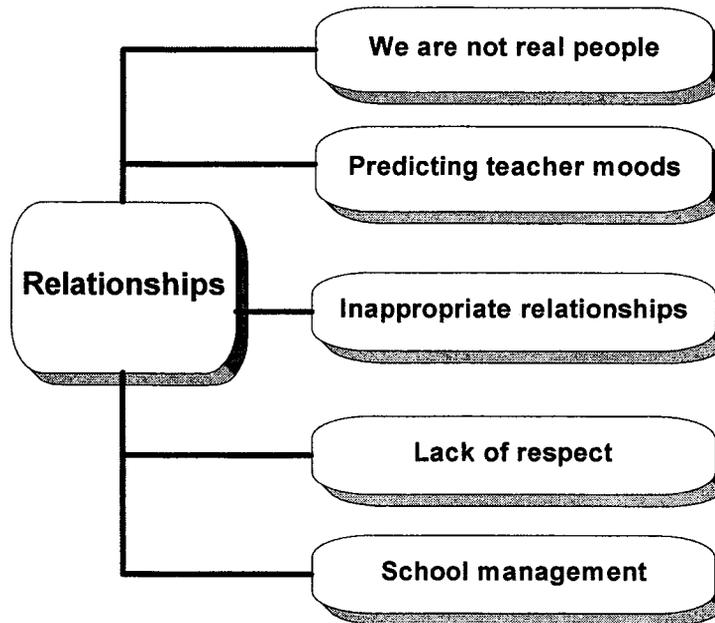 We are not real people
Predicting teacher moods
Relationships
Inappropriate relationships
Lack of respect
School management